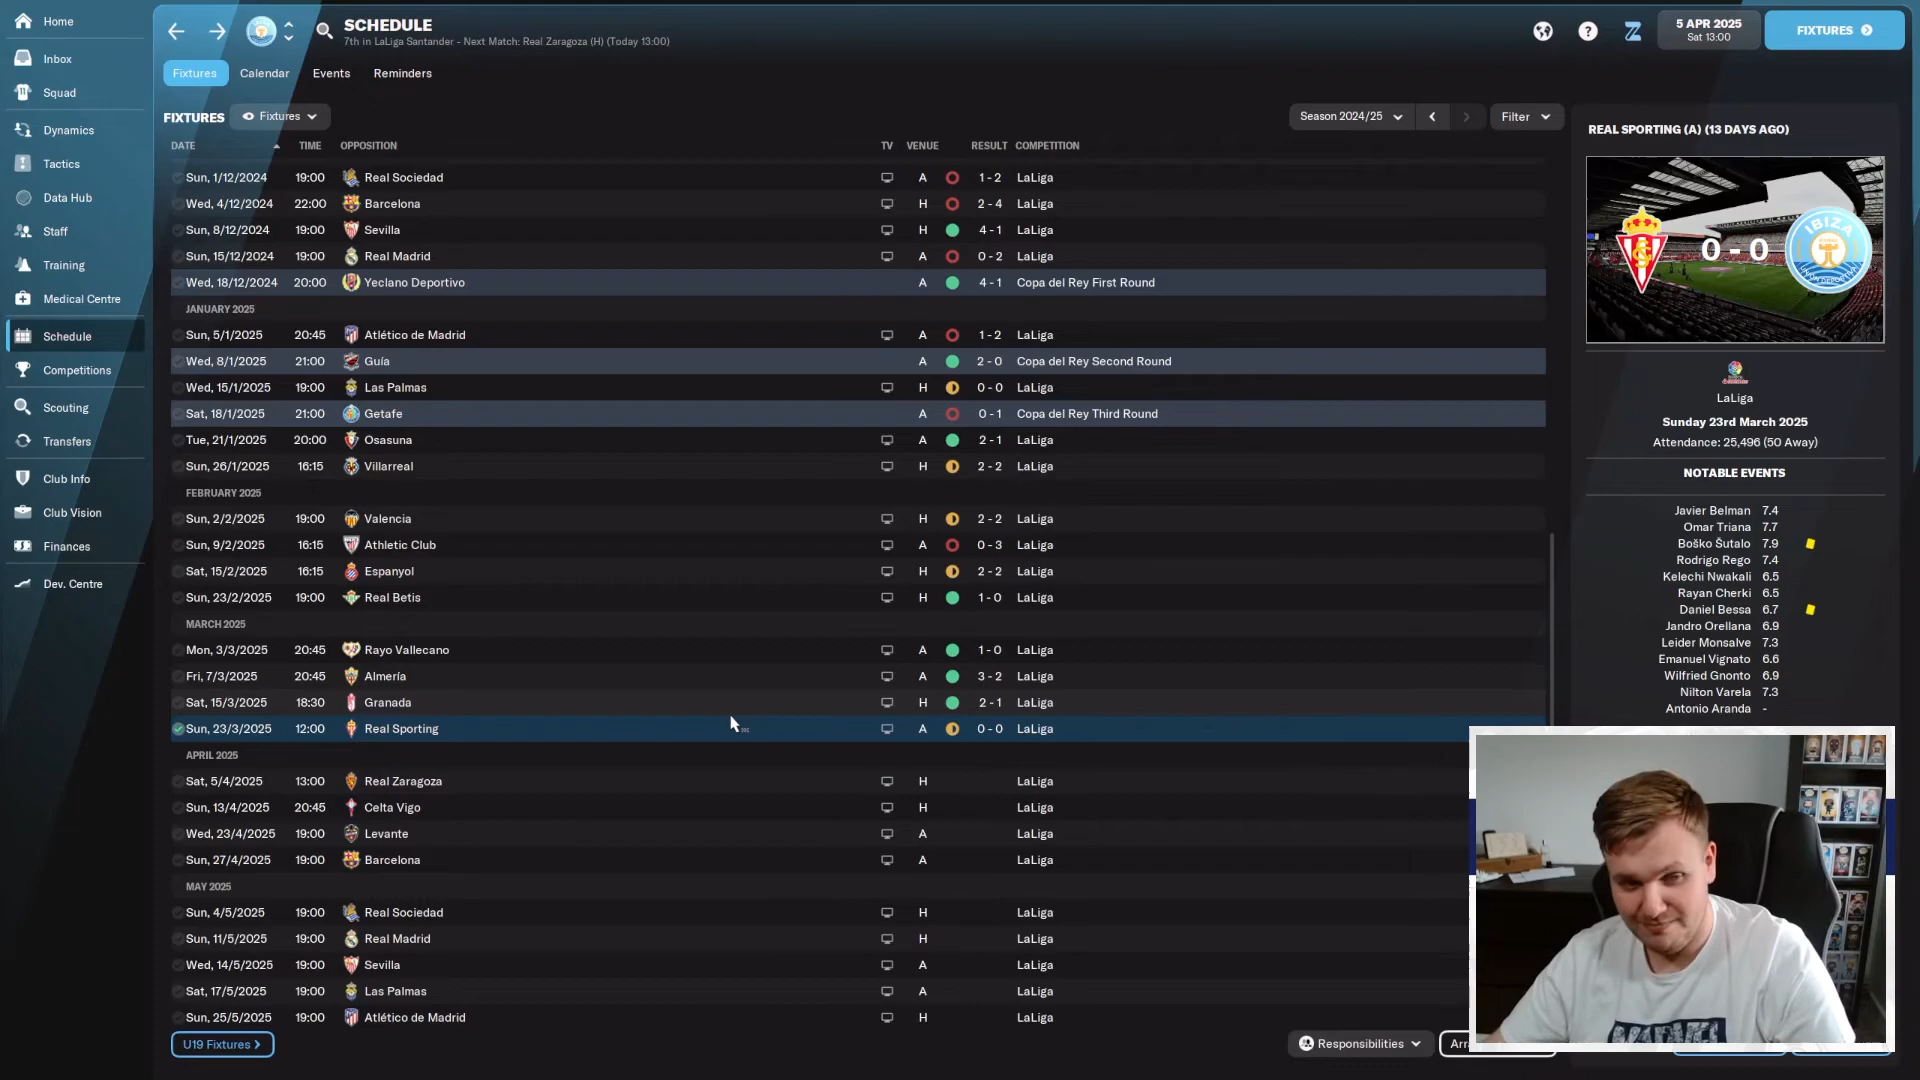 Home
Inbox
Squad
Dynamics
Tactics
Data Hub
Staff
Training
Medical Centre
Schedule
Competitions
Scouting
Transfers
Club Info
Club Vision
Finances
Dev. Centre
SCHEDULE
7th in LaLiga Santander - Next Match: Real Zaragoza (H) (Today 13:00)
5 APR 2025
Sat 13:00
FIXTURES
Fixtures Calendar Events Reminders
FIXTURES Fixtures Season 2024/25 Filter
DATE TIME OPPOSITION TV VENUE RESULT COMPETITION
Sun, 1/12/2024 19:00 Real Sociedad A 1 - 2 LaLiga
Wed, 4/12/2024 22:00 Barcelona H 2 - 4 LaLiga
Sun, 8/12/2024 19:00 Sevilla H 4 - 1 LaLiga
Sun, 15/12/2024 19:00 Real Madrid A 0 - 2 LaLiga
Wed, 18/12/2024 20:00 Yeclano Deportivo A 4 - 1 Copa del Rey First Round
JANUARY 2025
Sun, 5/1/2025 20:45 Atlético de Madrid A 1 - 2 LaLiga
Wed, 8/1/2025 21:00 Guía A 2 - 0 Copa del Rey Second Round
Wed, 15/1/2025 19:00 Las Palmas H 0 - 0 LaLiga
Sat, 18/1/2025 21:00 Getafe A 0 - 1 Copa del Rey Third Round
Tue, 21/1/2025 20:00 Osasuna A 2 - 1 LaLiga
Sun, 26/1/2025 16:15 Villarreal H 2 - 2 LaLiga
FEBRUARY 2025
Sun, 2/2/2025 19:00 Valencia H 2 - 2 LaLiga
Sun, 9/2/2025 16:15 Athletic Club A 0 - 3 LaLiga
Sat, 15/2/2025 16:15 Espanyol H 2 - 2 LaLiga
Sun, 23/2/2025 19:00 Real Betis H 1 - 0 LaLiga
MARCH 2025
Mon, 3/3/2025 20:45 Rayo Vallecano A 1 - 0 LaLiga
Fri, 7/3/2025 20:45 Almería A 3 - 2 LaLiga
Sat, 15/3/2025 18:30 Granada H 2 - 1 LaLiga
Sun, 23/3/2025 12:00 Real Sporting A 0 - 0 LaLiga
APRIL 2025
Sat, 5/4/2025 13:00 Real Zaragoza H LaLiga
Sun, 13/4/2025 20:45 Celta Vigo H LaLiga
Wed, 23/4/2025 19:00 Levante A LaLiga
Sun, 27/4/2025 19:00 Barcelona A LaLiga
MAY 2025
Sun, 4/5/2025 19:00 Real Sociedad H LaLiga
Sun, 11/5/2025 19:00 Real Madrid H LaLiga
Wed, 14/5/2025 19:00 Sevilla A LaLiga
Sat, 17/5/2025 19:00 Las Palmas A LaLiga
Sun, 25/5/2025 19:00 Atlético de Madrid H LaLiga
U19 Fixtures Responsibilities Arra
REAL SPORTING (A) (13 DAYS AGO)
0 - 0
IBIZA
LaLiga
Sunday 23rd March 2025
Attendance: 25,496 (50 Away)
NOTABLE EVENTS
Javier Belman 7.4
Omar Triana 7.7
Boško Šutalo 7.9
Rodrigo Rego 7.4
Kelechi Nwakali 6.5
Rayan Cherki 6.5
Daniel Bessa 6.7
Jandro Orellana 6.9
Leider Monsalve 7.3
Emanuel Vignato 6.6
Wilfried Gnonto 6.9
Nilton Varela 7.3
Antonio Aranda -